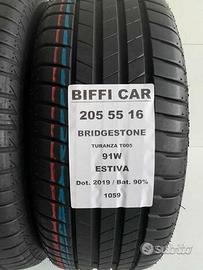 BIFFI CAR
205 55 16
BRIDGESTONE
TURANZA T005
91W
ESTIVA
Dot. 2019 / Bat. 90%
1059
subito